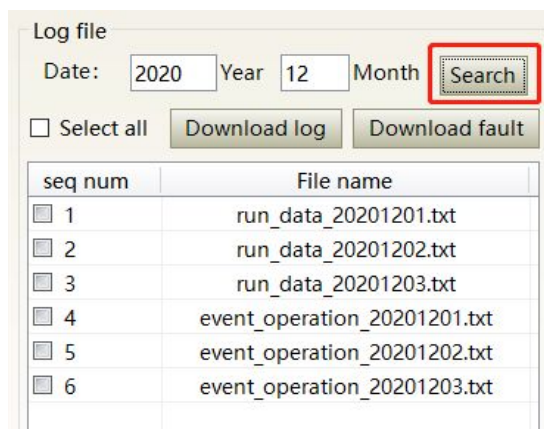 Log file
Date: 2020 Year 12 Month Search
Select all Download log Download fault
seq num File name
1 run_data_20201201.txt
2 run_data_20201202.txt
3 run_data_20201203.txt
4 event_operation_20201201.txt
5 event_operation_20201202.txt
6 event_operation_20201203.txt